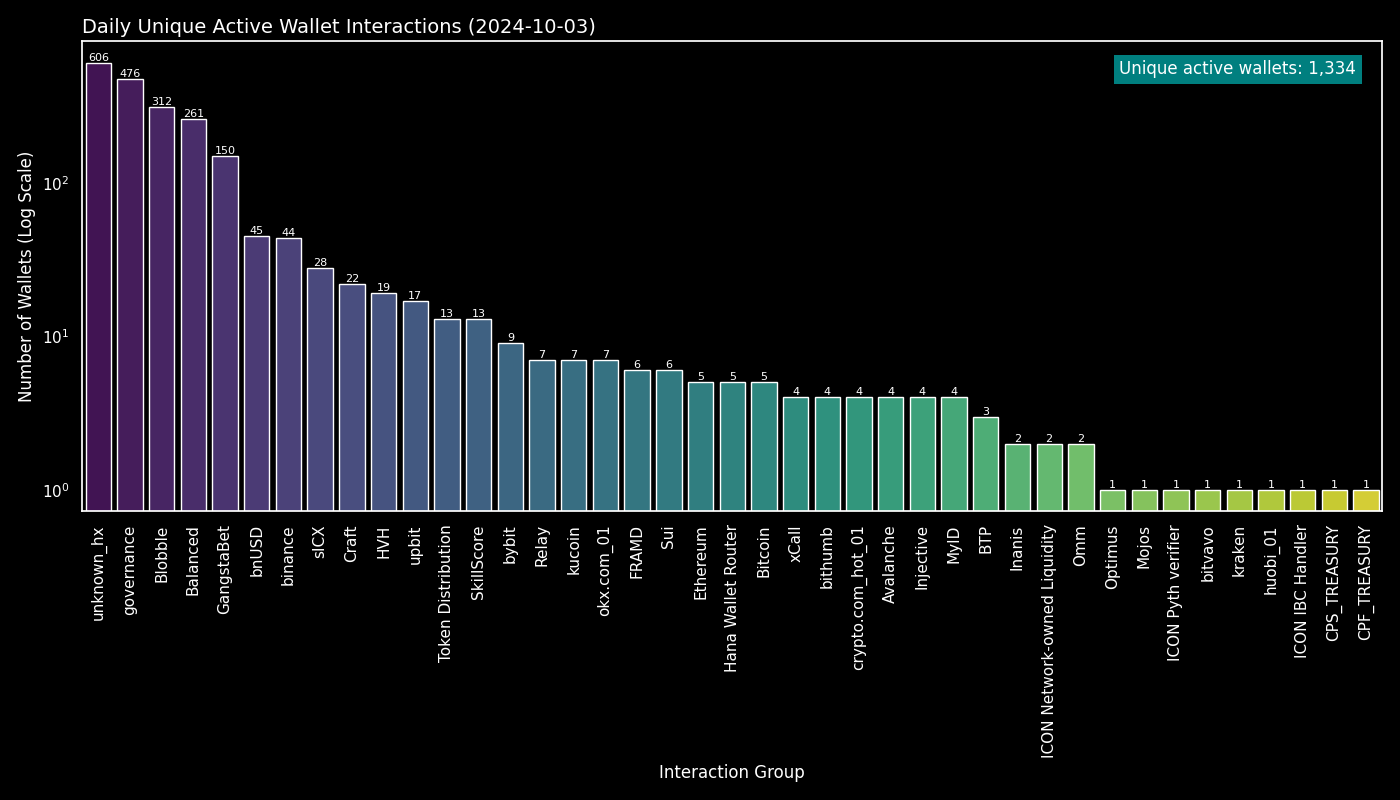 Daily Unique Active Wallet Interactions (2024-10-03)
Unique active wallets: 1,334
Number of Wallets (Log Scale)
10²
10¹
10⁰
606
476
312
261
150
45
44
28
22
19
17
13
13
9
7
7
7
6
6
5
5
5
4
4
4
4
4
4
3
2
2
2
1
1
1
1
1
1
1
1
1
unknown_hx
governance
Blobble
Balanced
GangstaBet
bnUSD
binance
sICX
Craft
HVH
upbit
Token Distribution
SkillScore
bybit
Relay
kucoin
okx.com_01
FRAMD
Sui
Ethereum
Hana Wallet Router
Bitcoin
xCall
bithumb
crypto.com_hot_01
Avalanche
Injective
MyID
BTP
Inanis
ICON Network-owned Liquidity
Omm
Optimus
Mojos
ICON Pyth verifier
bitvavo
kraken
huobi_01
ICON IBC Handler
CPS_TREASURY
CPF_TREASURY
Interaction Group